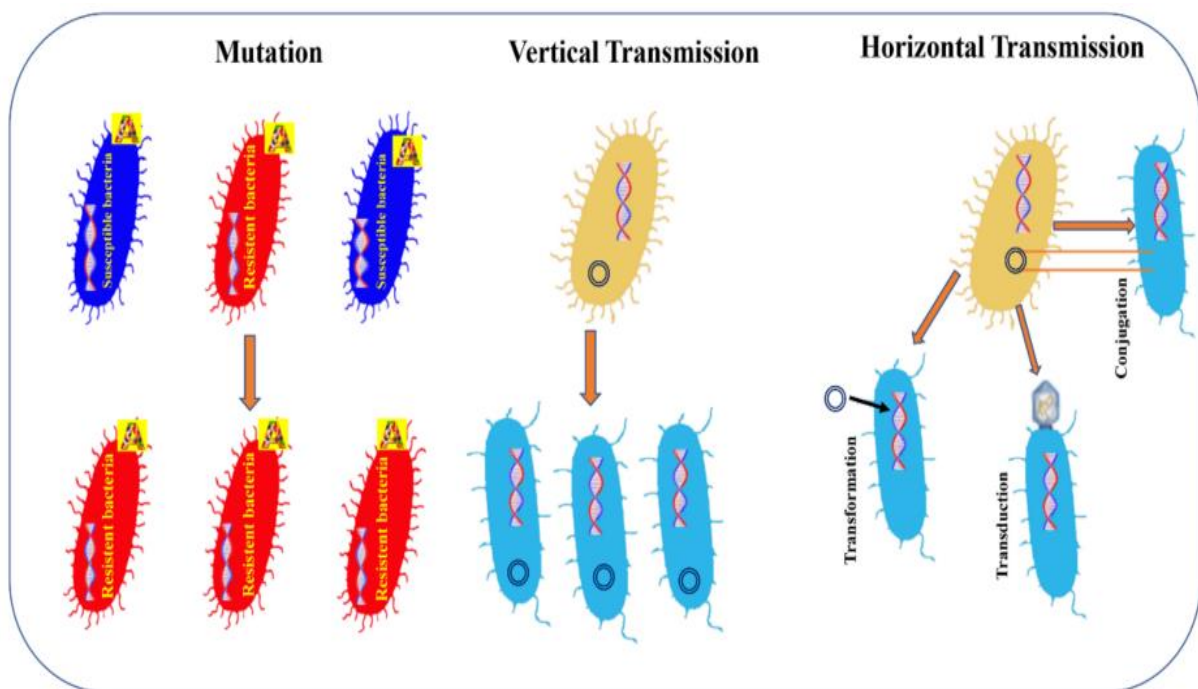 Mutation
Vertical Transmission
Horizontal Transmission
A
Susceptible bacteria
A
Resistent bacteria
A
Susceptible bacteria
A
Resistent bacteria
A
Resistent bacteria
A
Resistent bacteria
Conjugation
Transformation
Transduction